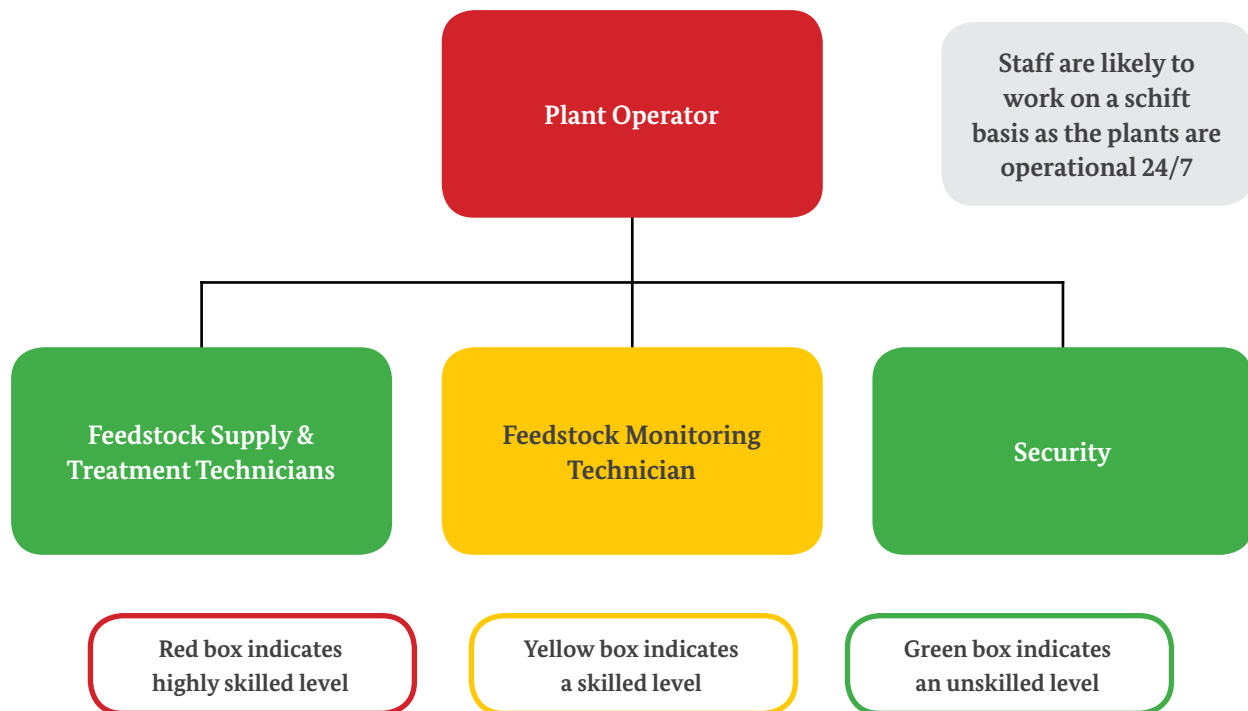 Plant Operator
Staff are likely to
work on a schift
basis as the plants are
operational 24/7
Feedstock Supply &
Treatment Technicians
Feedstock Monitoring
Technician
Security
Red box indicates
highly skilled level
Yellow box indicates
a skilled level
Green box indicates
an unskilled level